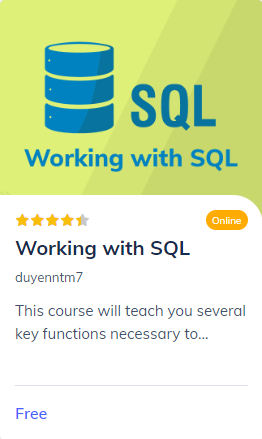 SQL
Working with SQL
Online
Working with SQL
duyenntm7
This course will teach you several
key functions necessary to...
Free